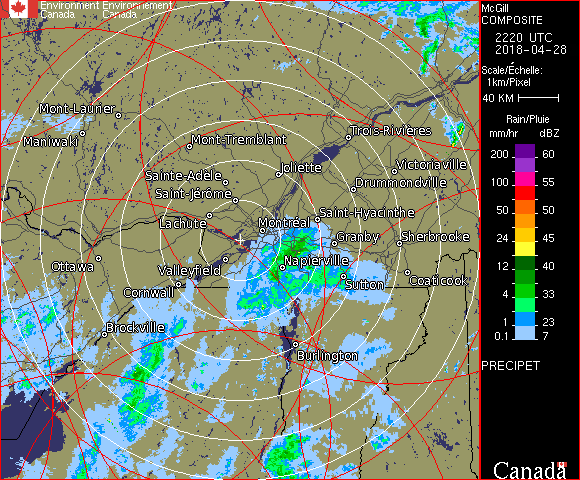 Environment Environnement
Canada Canada
McGill
COMPOSITE
2220 UTC
2018-04-28
Scale/Échelle:
1km/Pixel
40 KM
Rain/Pluie
mm/hr dBZ
200 60
100 55
50 50
24 45
12 40
4 33
2 30
1 23
0.1 7
PRECIPET
Canada
Mont-Laurier
Maniwaki
Mont-Tremblant
Trois-Rivières
Sainte-Adèle
Joliette
Victoriaville
Saint-Jérôme
Drummondville
Lachute
Montréal
Saint-Hyacinthe
Granby
Sherbrooke
Ottawa
Valleyfield
Napierville
Cornwall
Sutton
Coaticook
Brockville
Burlington